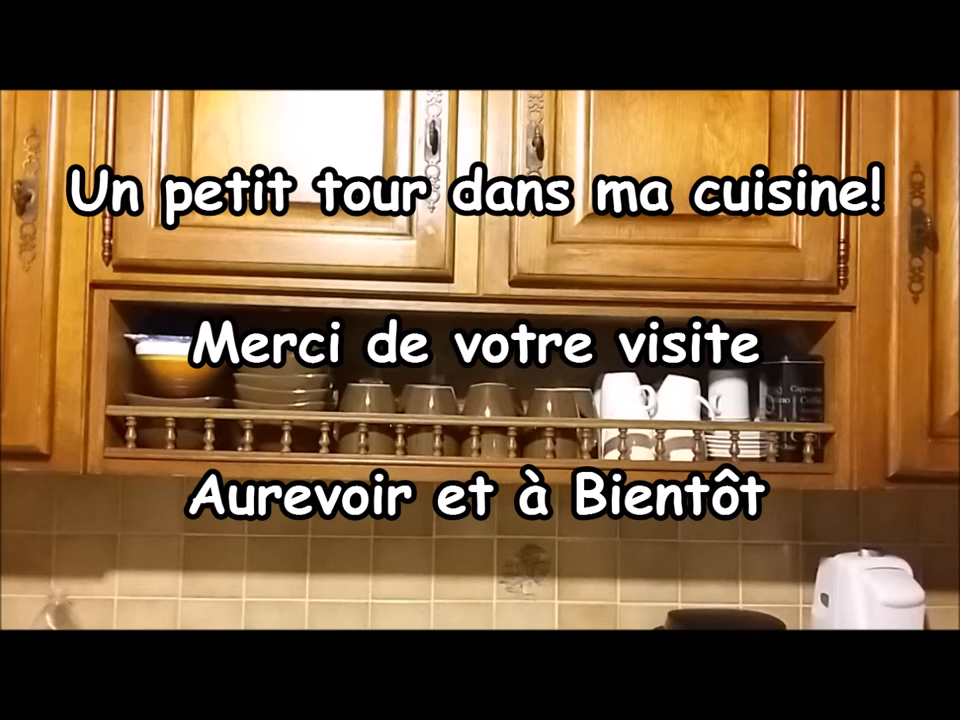 Un petit tour dans ma cuisine!
Merci de votre visite
Aurevoir et à Bientôt